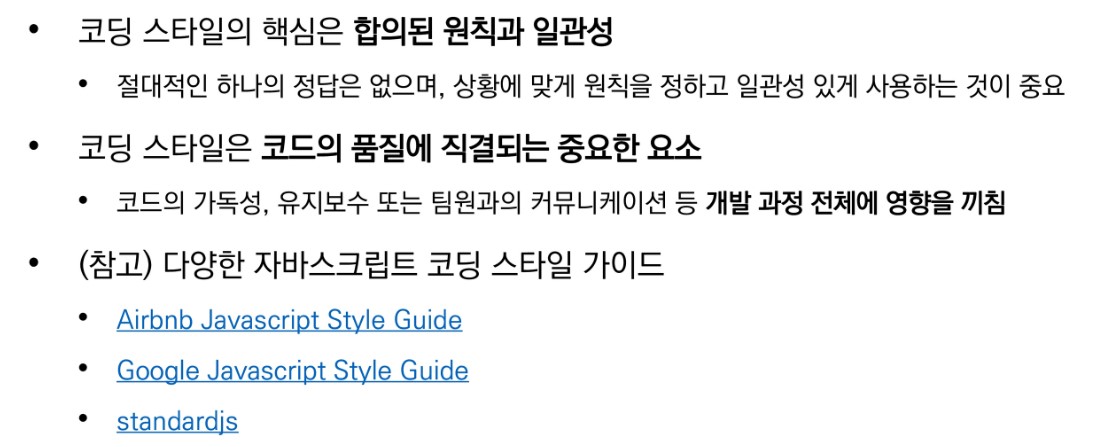 • 코딩 스타일의 핵심은 합의된 원칙과 일관성
• 절대적인 하나의 정답은 없으며, 상황에 맞게 원칙을 정하고 일관성 있게 사용하는 것이 중요
• 코딩 스타일은 코드의 품질에 직결되는 중요한 요소
• 코드의 가독성, 유지보수 또는 팀원과의 커뮤니케이션 등 개발 과정 전체에 영향을 끼침
• (참고) 다양한 자바스크립트 코딩 스타일 가이드
• Airbnb Javascript Style Guide
• Google Javascript Style Guide
• standardjs